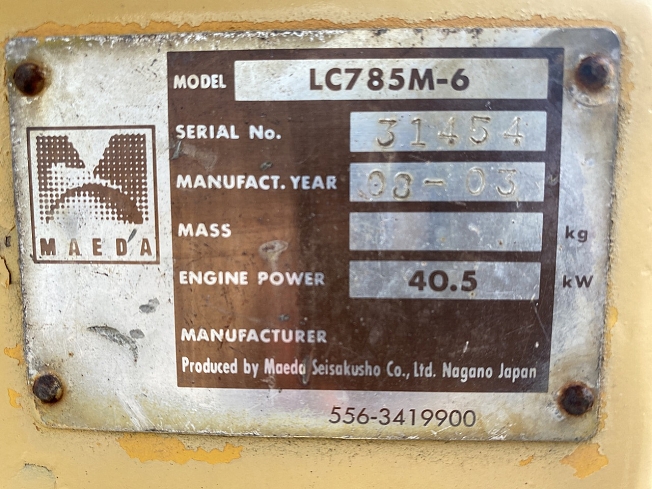 MODEL LC785M-6
SERIAL No. 31454
MANUFACT. YEAR 03-03
MASS kg
ENGINE POWER 40.5 kW
MAEDA
MANUFACTURER
Produced by Maeda Seisakusho Co., Ltd. Nagano Japan
556-3419900